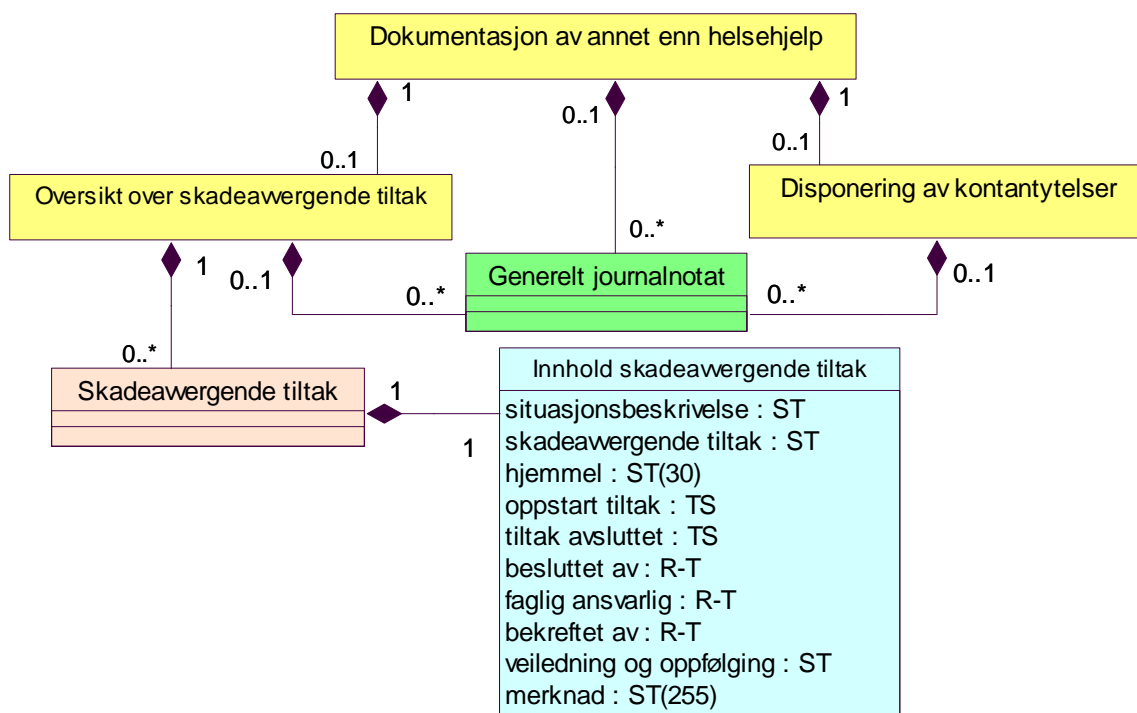 Dokumentasjon av annet enn helsehjelp
1
0..1
1
0..1
0..1
Oversikt over skadeavvergende tiltak
Disponering av kontantytelser
1
0..1
0..*
0..*
Generelt journalnotat
0..*
0..1
0..*
Skadeavvergende tiltak
1
1
Innhold skadeavvergende tiltak
situasjonsbeskrivelse : ST
skadeavvergende tiltak : ST
hjemmel : ST(30)
oppstart tiltak : TS
tiltak avsluttet : TS
besluttet av : R-T
faglig ansvarlig : R-T
bekreftet av : R-T
veiledning og oppfølging : ST
merknad : ST(255)